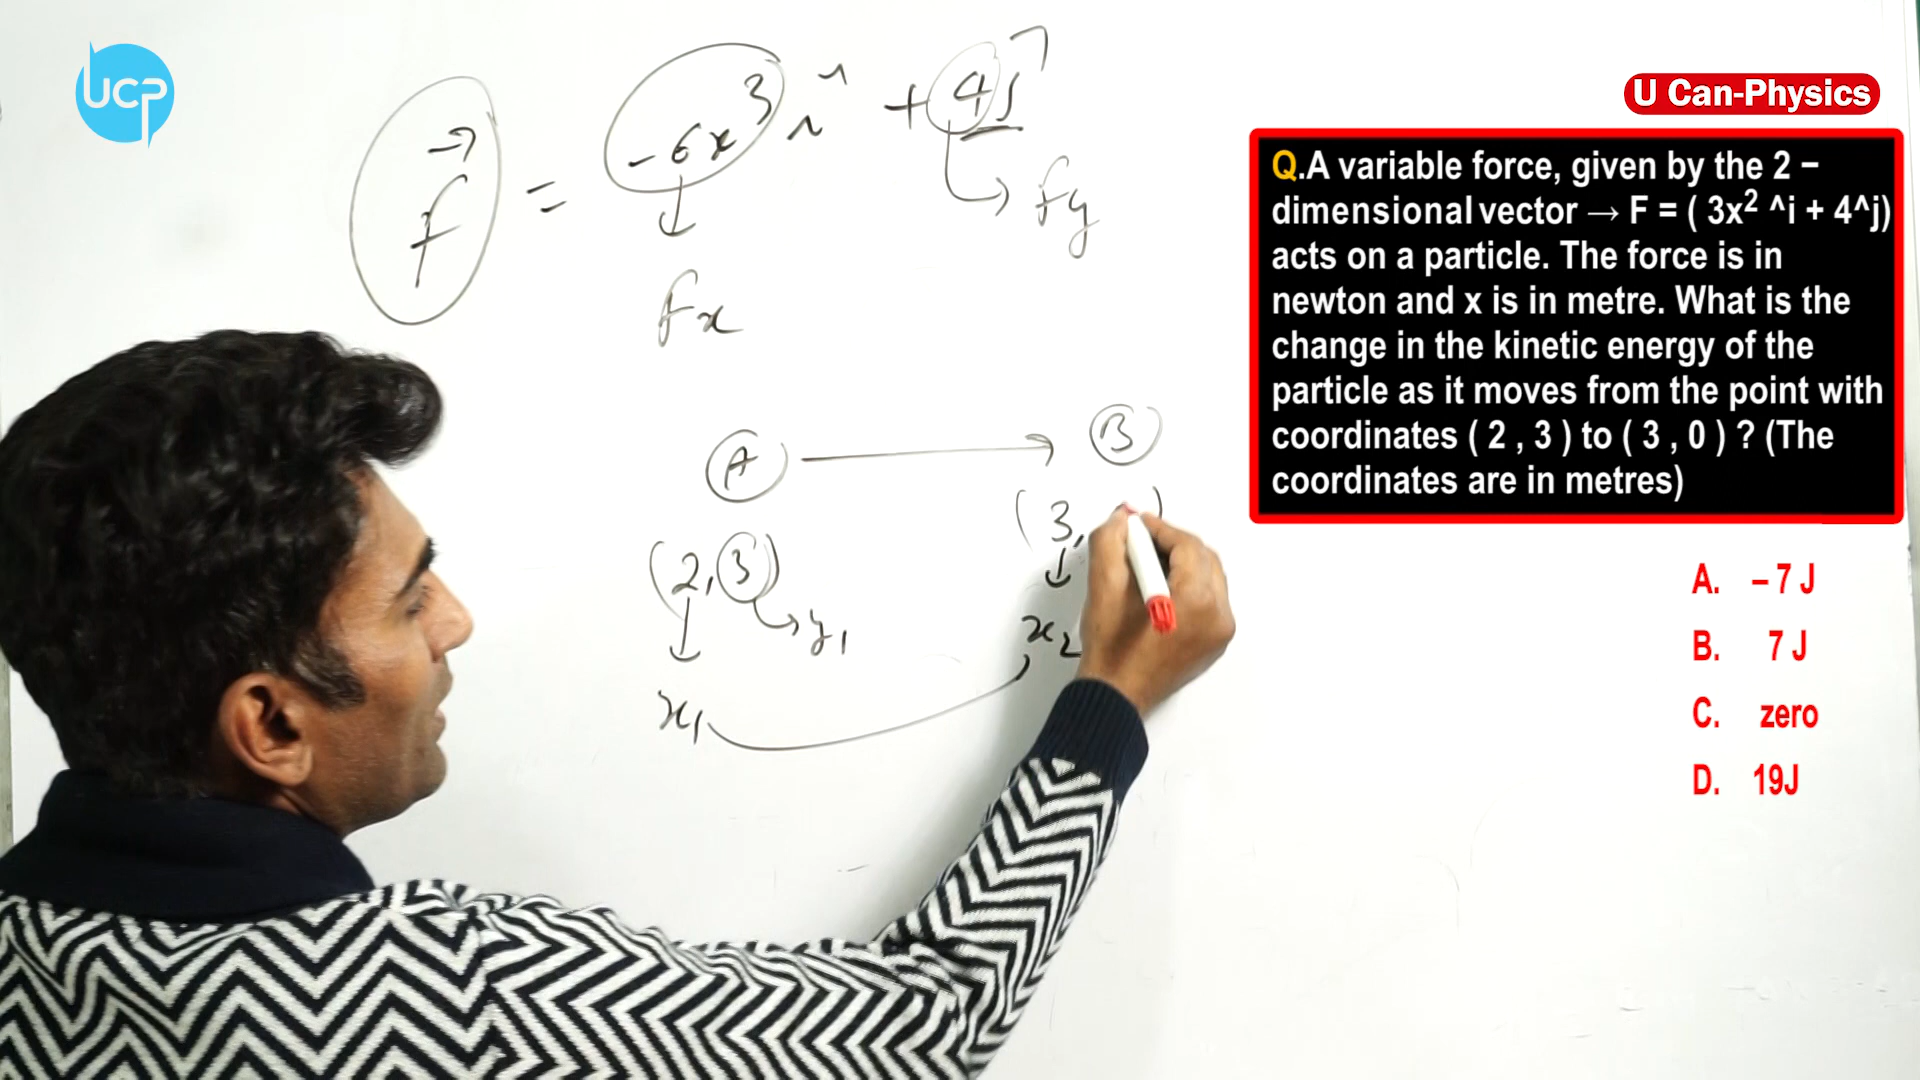 UCP
→
f = -6x³ i^ + 4j^
fx
fy
A → B
(2, 3)
(3,
y1
x1
x2
U Can-Physics
Q.A variable force, given by the 2 –
dimensional vector → F = ( 3x² ^i + 4^j)
acts on a particle. The force is in
newton and x is in metre. What is the
change in the kinetic energy of the
particle as it moves from the point with
coordinates ( 2 , 3 ) to ( 3 , 0 ) ? (The
coordinates are in metres)
A. – 7 J
B. 7 J
C. zero
D. 19J